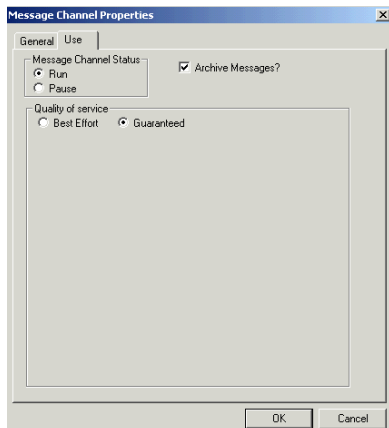 Message Channel Properties
General Use
Message Channel Status
Run
Pause
Archive Messages?
Quality of service
Best Effort Guaranteed
OK Cancel